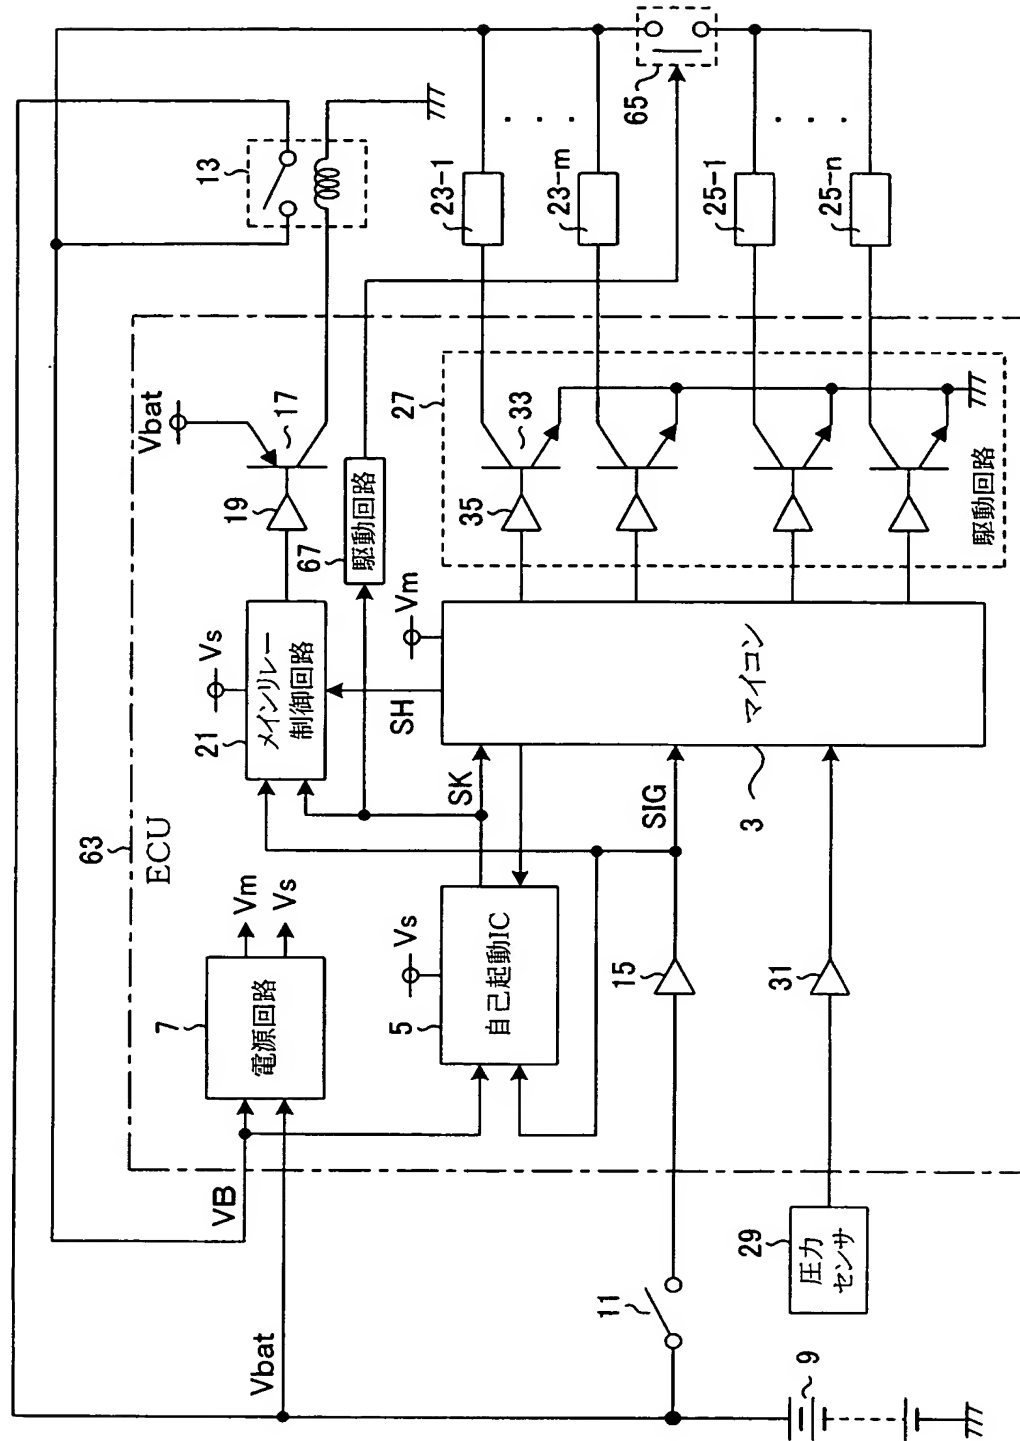 63
ECU
7
電源回路
Vm
Vs
VB
Vbat
5
自己起動IC
Vs
21
メインリレー
制御回路
Vs
19
Vbat
17
13
67
駆動回路
SK
SH
SIG
Vm
3
マイコン
27
35
33
駆動回路
23-1
23-m
65
25-1
25-n
15
31
11
29
圧力
センサ
9